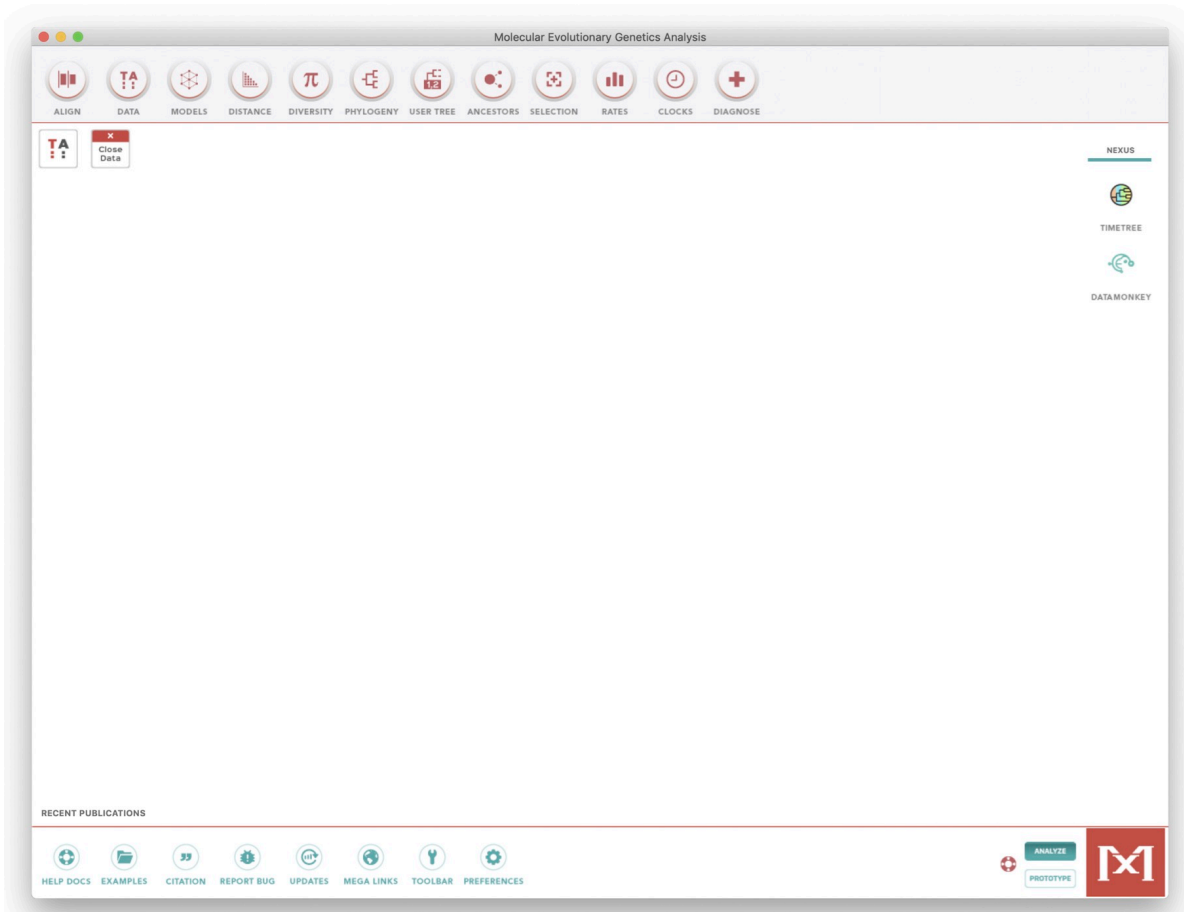 Molecular Evolutionary Genetics Analysis
ALIGN DATA MODELS DISTANCE DIVERSITY PHYLOGENY USER TREE ANCESTORS SELECTION RATES CLOCKS DIAGNOSE
TA
Close
Data
NEXUS
TIMETREE
DATAMONKEY
RECENT PUBLICATIONS
HELP DOCS EXAMPLES CITATION REPORT BUG UPDATES MEGA LINKS TOOLBAR PREFERENCES
ANALYZE
PROTOTYPE